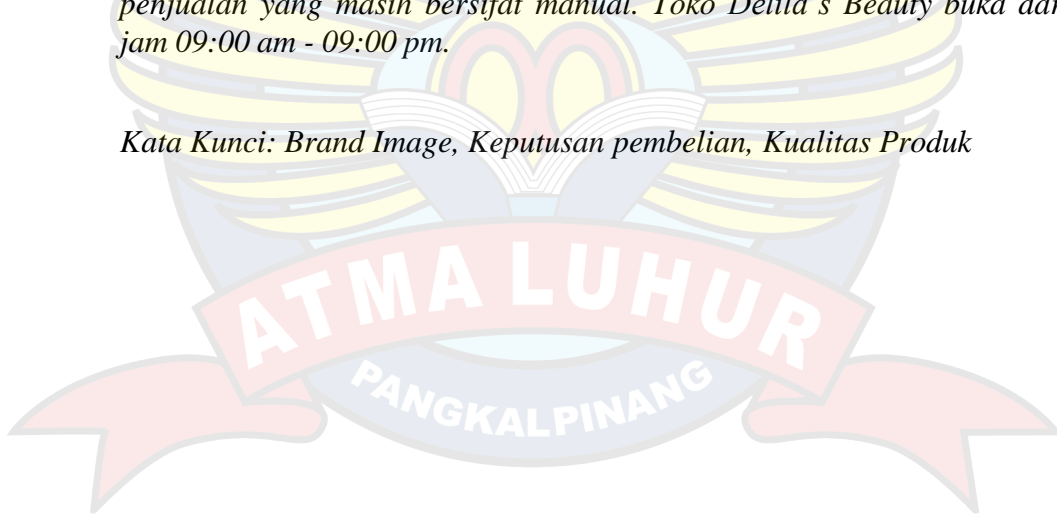 penjualan yang masih bersifat manual. Toko Delila's Beauty buka dari
jam 09:00 am - 09:00 pm.
Kata Kunci: Brand Image, Keputusan pembelian, Kualitas Produk
ATMA LUHUR
PANGKALPINANG